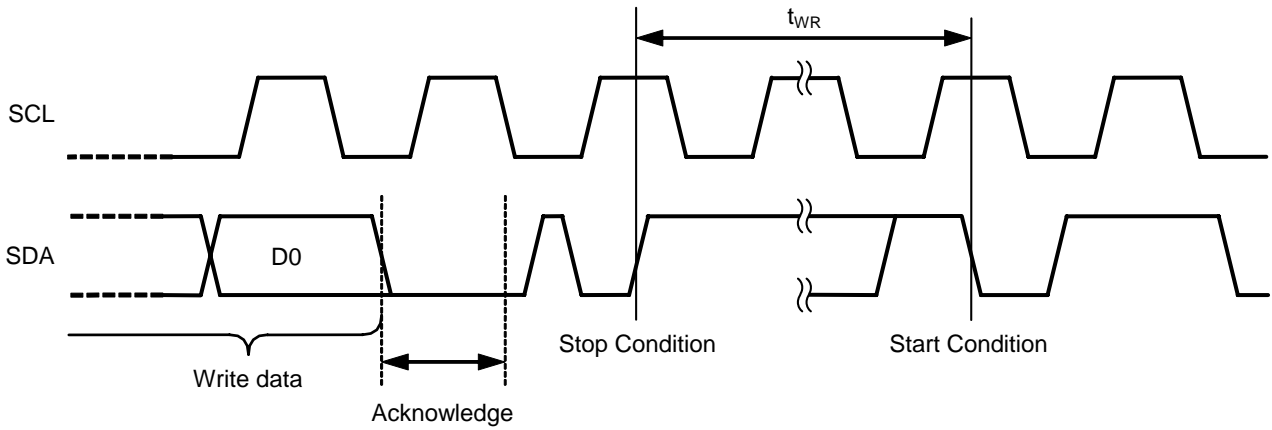 tWR
SCL
SDA
D0
Stop Condition
Start Condition
Write data
Acknowledge